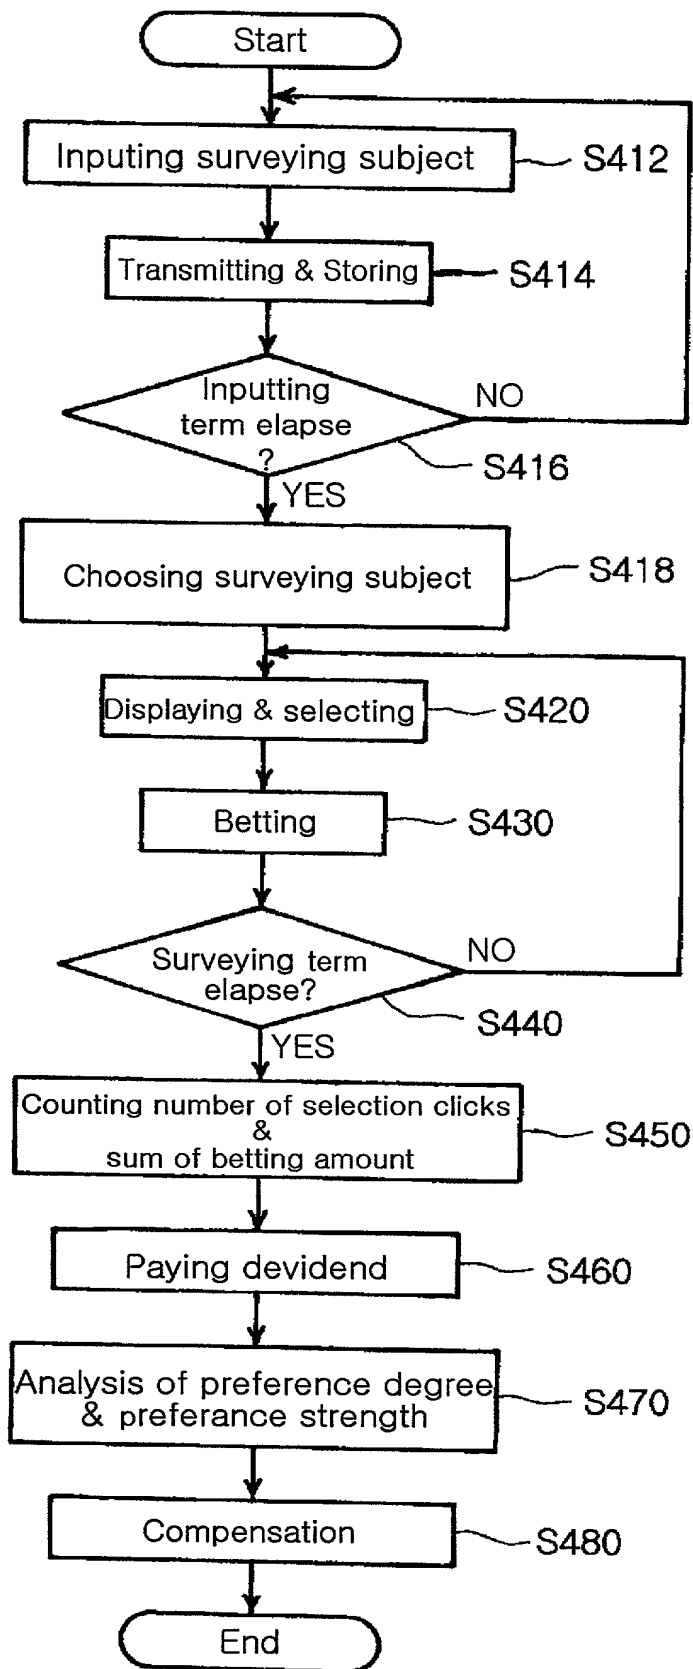 Start
Inputing surveying subject
S412
Transmitting & Storing
S414
Inputting
term elapse
?
NO
S416
YES
Choosing surveying subject
S418
Displaying & selecting
S420
Betting
S430
Surveying term
elapse?
NO
S440
YES
Counting number of selection clicks
&
sum of betting amount
S450
Paying devidend
S460
Analysis of preference degree
& preferance strength
S470
Compensation
S480
End